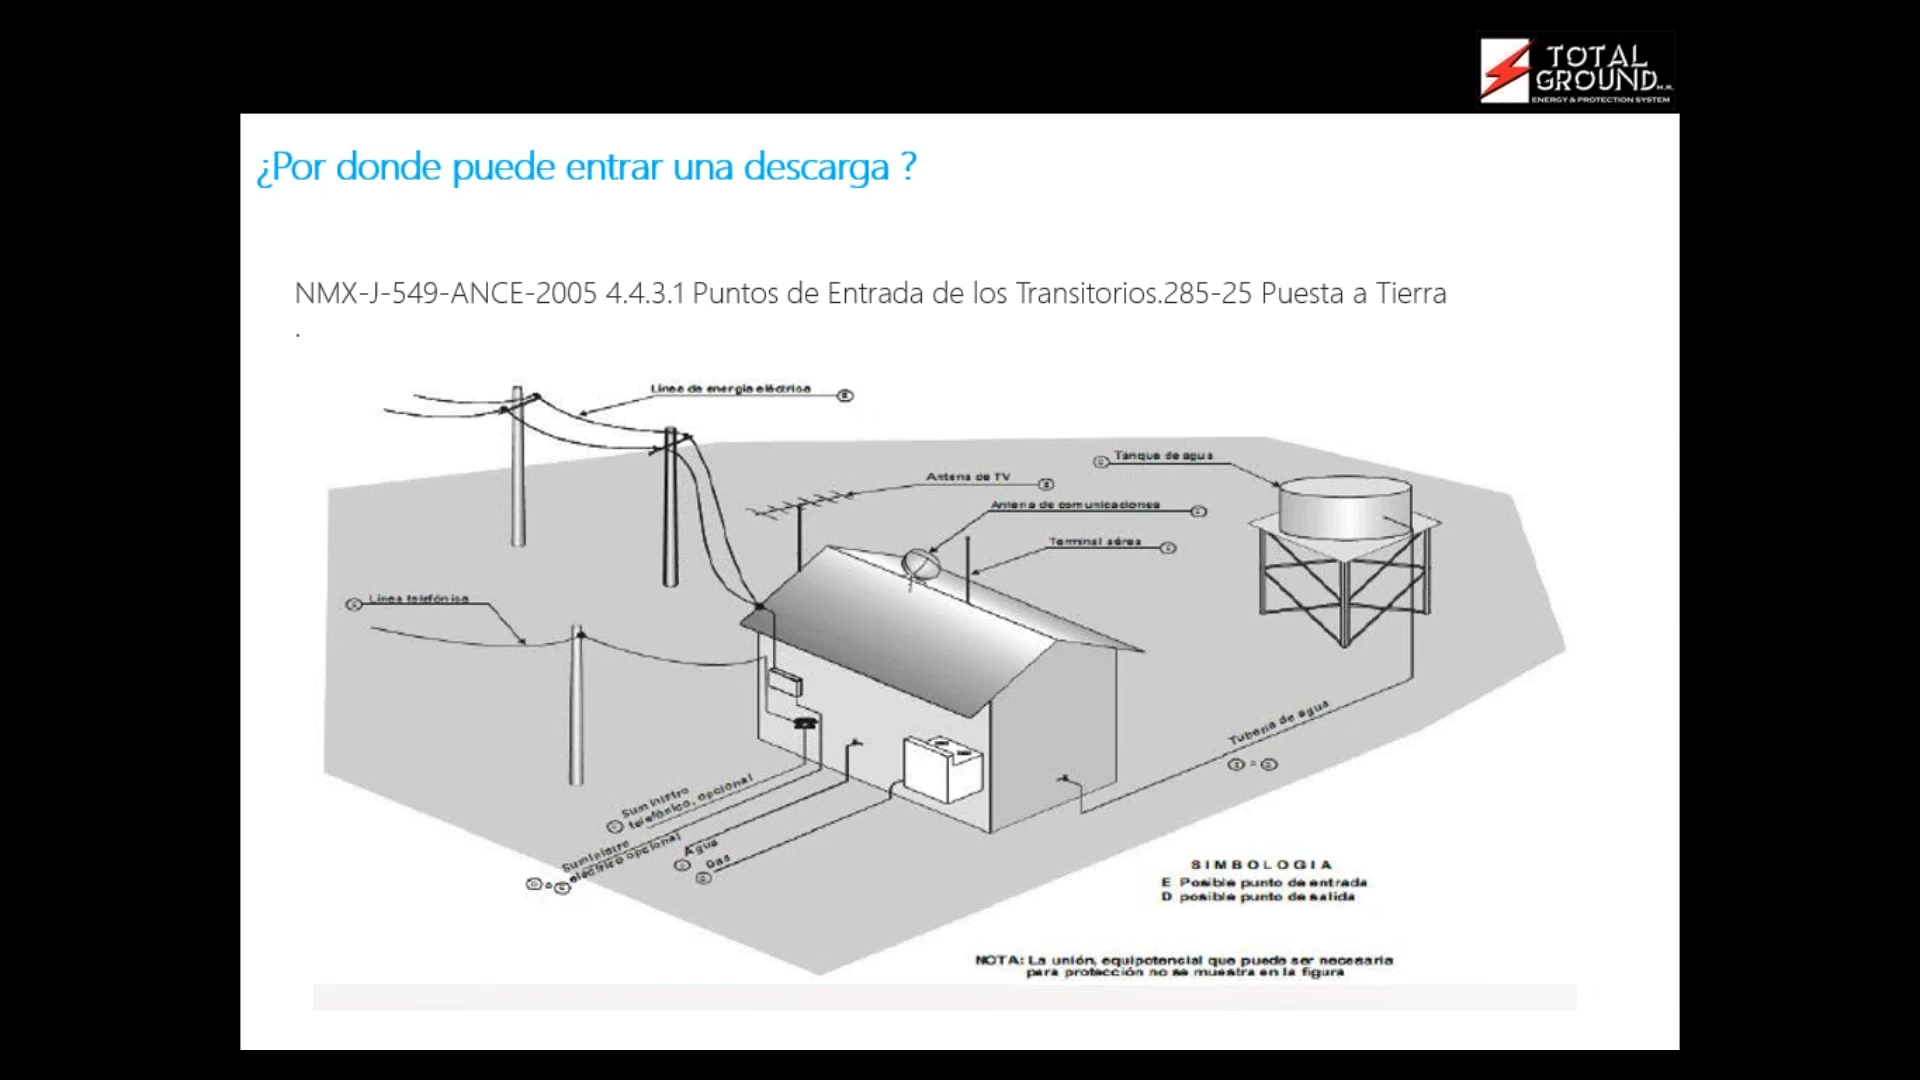 TOTAL
GROUND M.R.
ENERGY & PROTECTION SYSTEM
¿Por donde puede entrar una descarga ?
NMX-J-549-ANCE-2005 4.4.3.1 Puntos de Entrada de los Transitorios.285-25 Puesta a Tierra
.
Línea de energía eléctrica
Tanque de agua
Antena de TV
Antena de comunicaciones
Terminal aérea
Línea telefónica
Tubería de agua
Suministro
telefónico, opcional
Suministro
eléctrico opcional
Agua
Gas
SIMBOLOGIA
E Posible punto de entrada
D posible punto de salida
NOTA: La unión, equipotencial que puede ser necesaria
para protección no se muestra en la figura